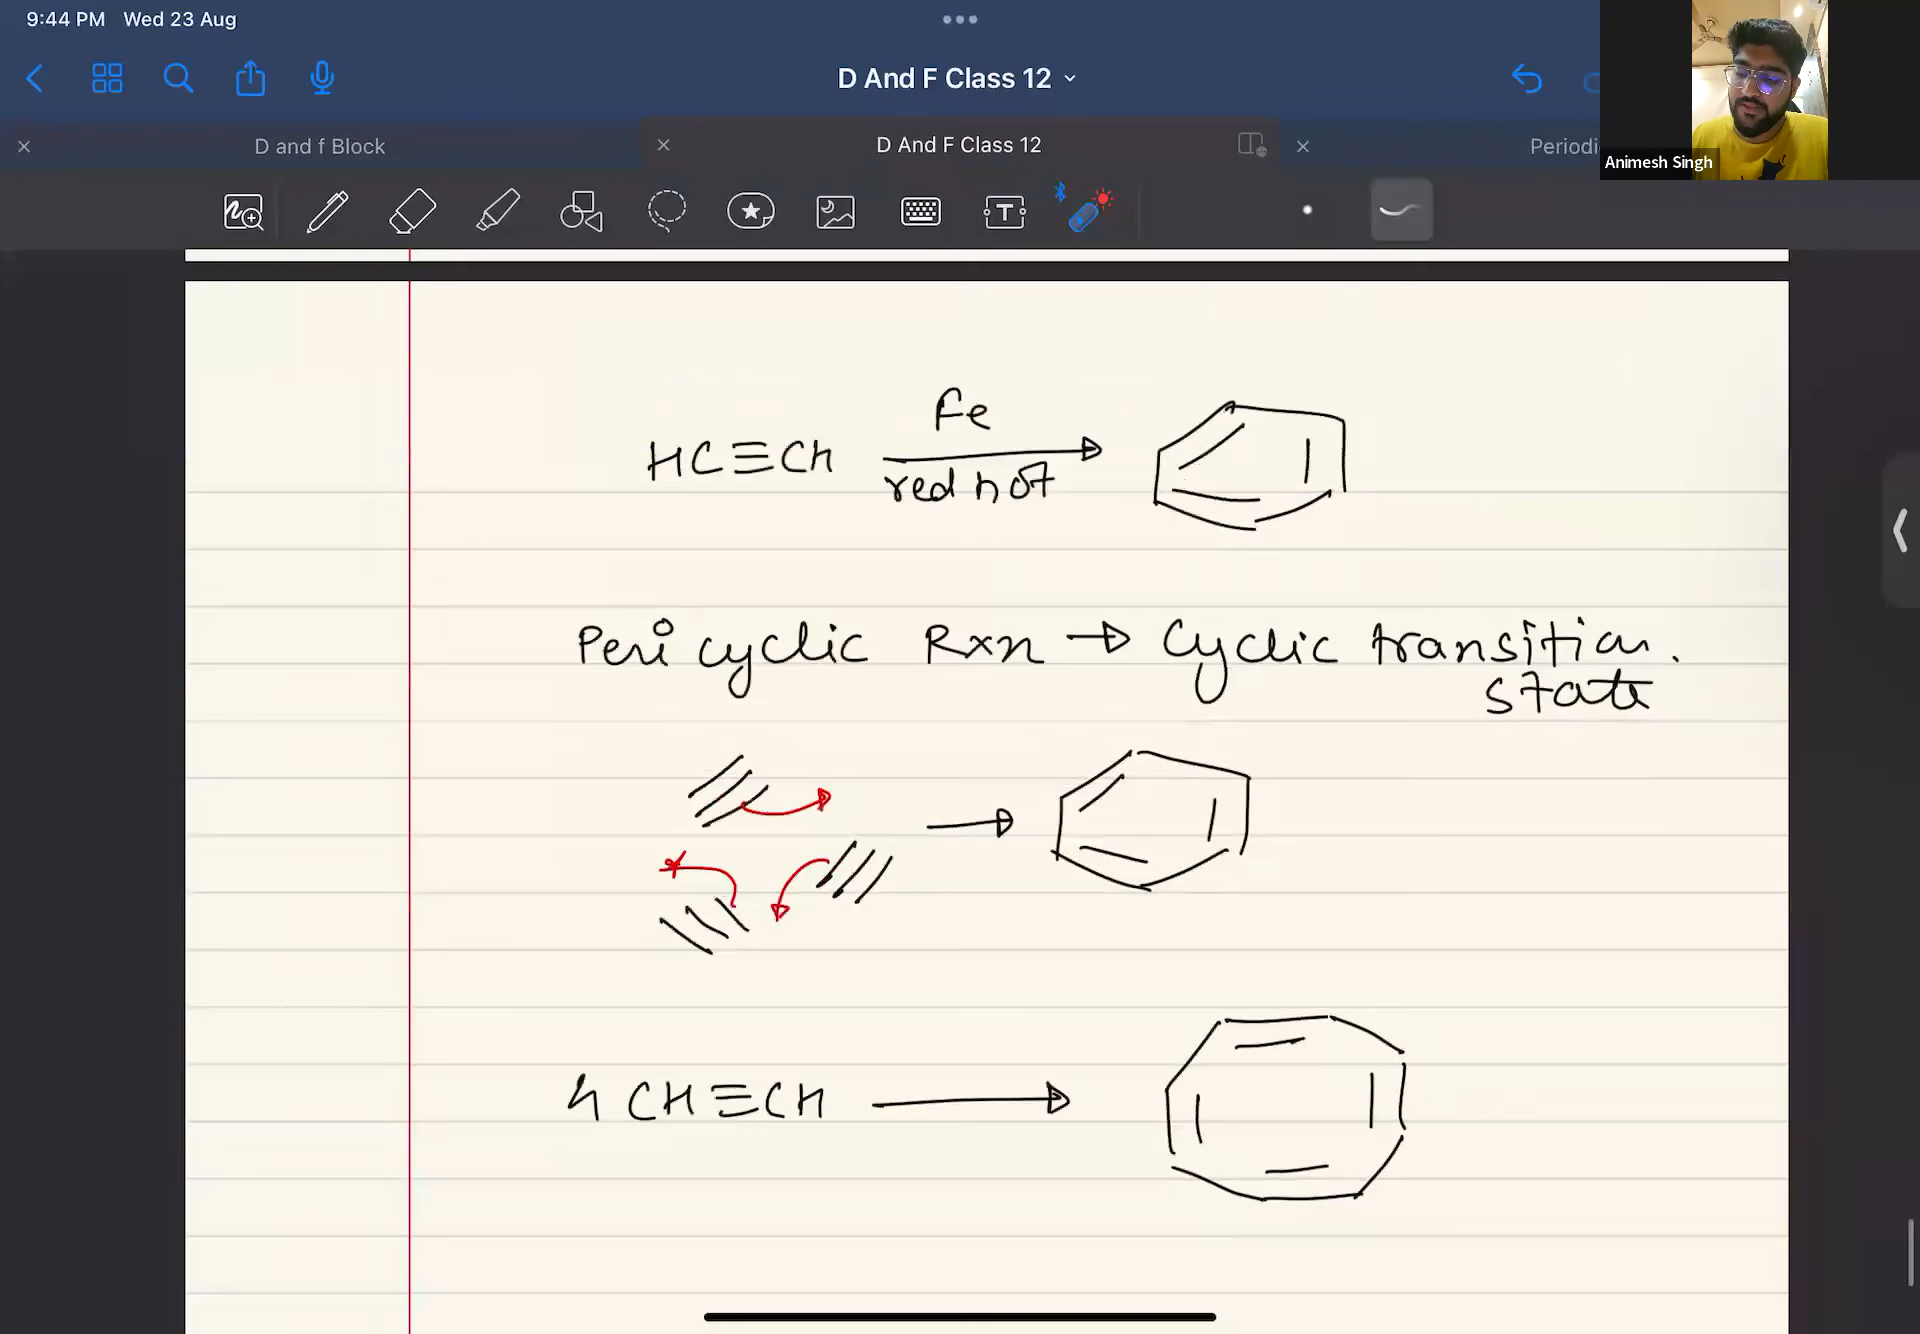 9:44 PM Wed 23 Aug
D And F Class 12
D and f Block
D And F Class 12
Periodi
Animesh Singh
T
Fe
HC≡CH
red hot
Peri cyclic Rxn → Cyclic transition.
state
4 CH≡CH